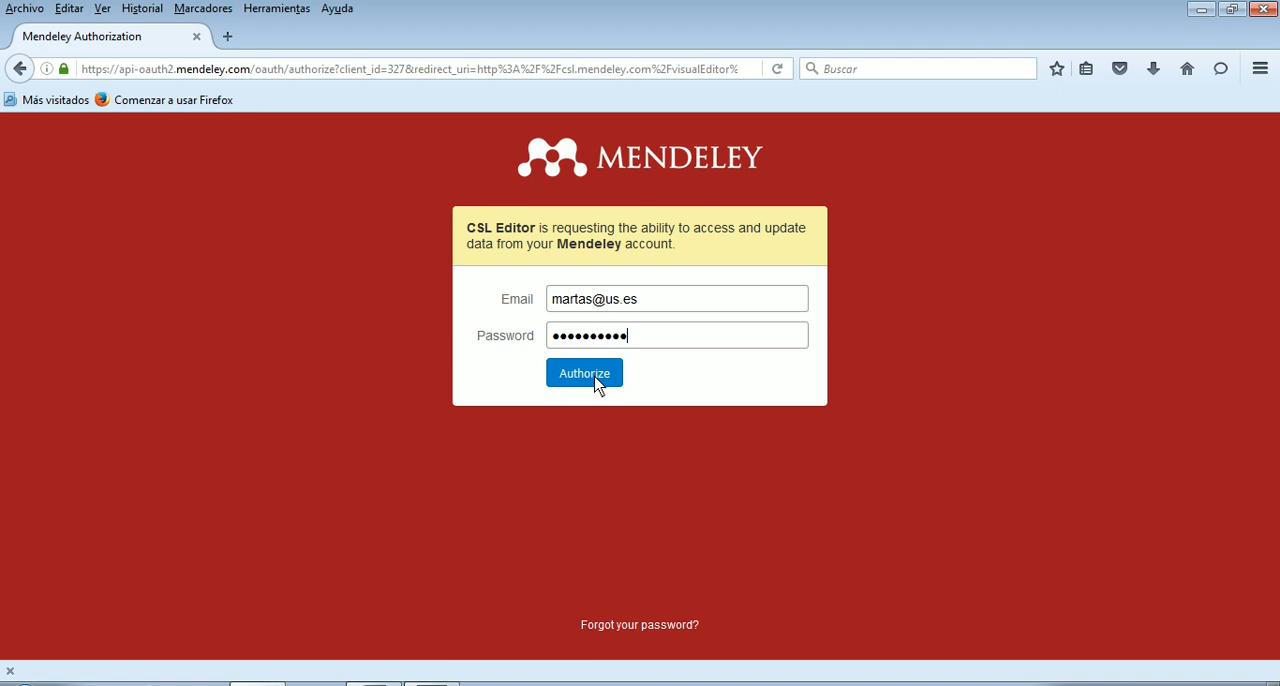 Archivo Editar Ver Historial Marcadores Herramientas Ayuda
Mendeley Authorization
https://api-oauth2.mendeley.com/oauth/authorize?client_id=327&redirect_uri=http%3A%2F%2Fcsl.mendeley.com%2FvisualEditor%
Buscar
Más visitados Comenzar a usar Firefox
MENDELEY
CSL Editor is requesting the ability to access and update
data from your Mendeley account.
Email martas@us.es
Password ••••••••••
Authorize
Forgot your password?